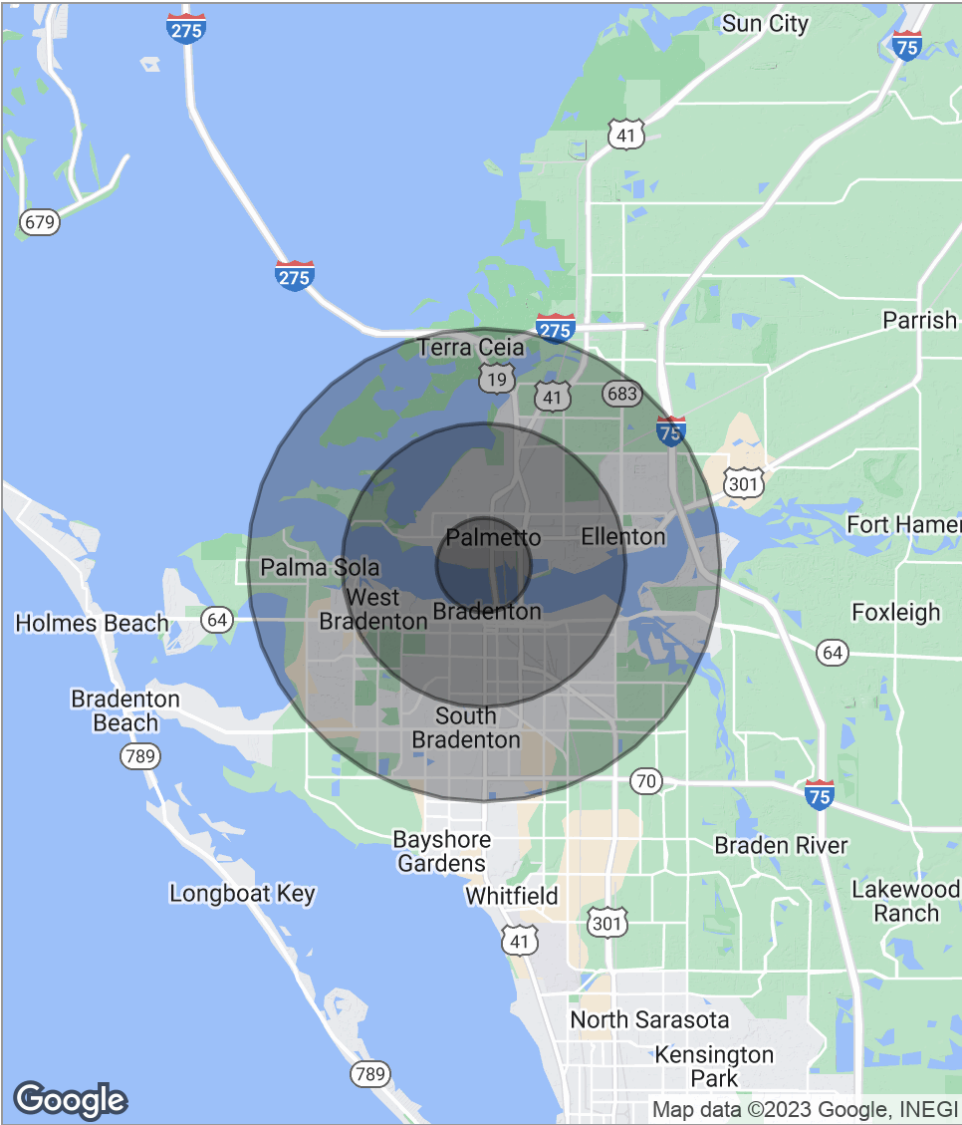 275
Sun City
75
41
679
275
275
Parrish
Terra Ceia
19
41
683
75
301
Fort Hamer
Palmetto
Ellenton
Palma Sola
West
Bradenton
Bradenton
Holmes Beach
64
Foxleigh
64
Bradenton
Beach
South
Bradenton
789
70
75
Bayshore
Gardens
Braden River
Longboat Key
Whitfield
Lakewood
Ranch
301
41
North Sarasota
Kensington
Park
789
Google
Map data ©2023 Google, INEGI